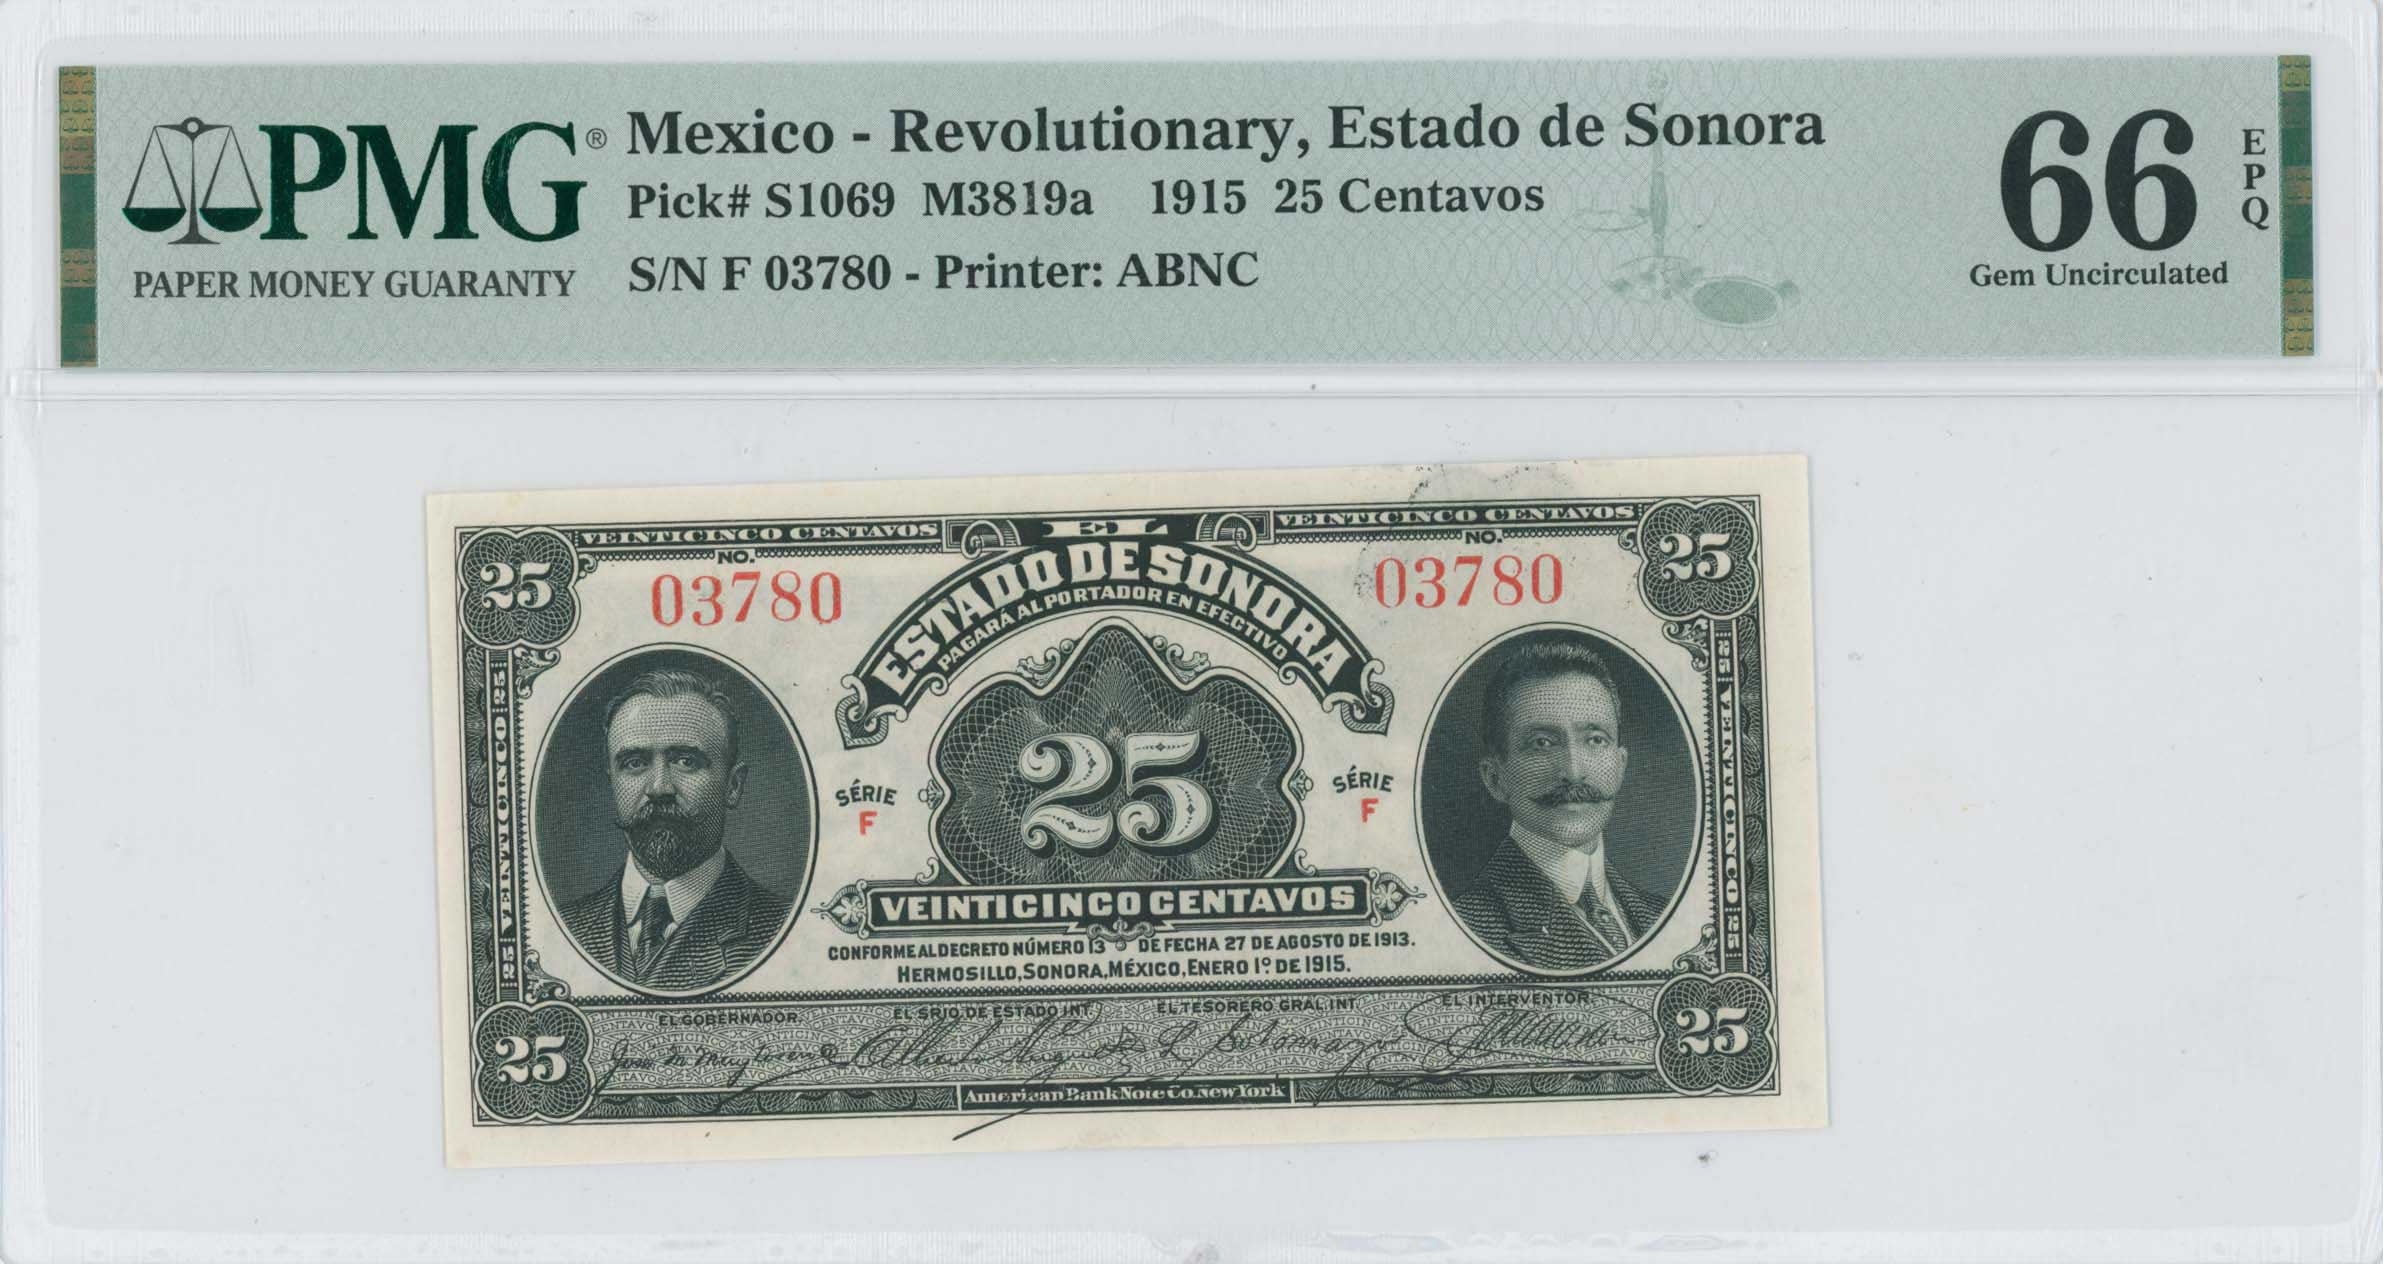 PMG®
PAPER MONEY GUARANTY
Mexico - Revolutionary, Estado de Sonora
Pick# S1069 M3819a 1915 25 Centavos
S/N F 03780 - Printer: ABNC
66
EPQ
Gem Uncirculated
VEINTICINCO CENTAVOS
EL
VEINTICINCO CENTAVOS
25
NO.
03780
ESTADO DE SONORA
PAGARÁ AL PORTADOR EN EFECTIVO
NO.
03780
25
25 VEINTICINCO 25
SÉRIE
F
25
SÉRIE
F
25 VEINTICINCO 25
VEINTICINCO CENTAVOS
CONFORME AL DECRETO NÚMERO 13 DE FECHA 27 DE AGOSTO DE 1913.
HERMOSILLO, SONORA, MÉXICO, ENERO 1º DE 1915.
EL GOBERNADOR.
EL SRIO. DE ESTADO INT.
EL TESORERO GRAL. INT.
EL INTERVENTOR.
25
25
American Bank Note Co. New York